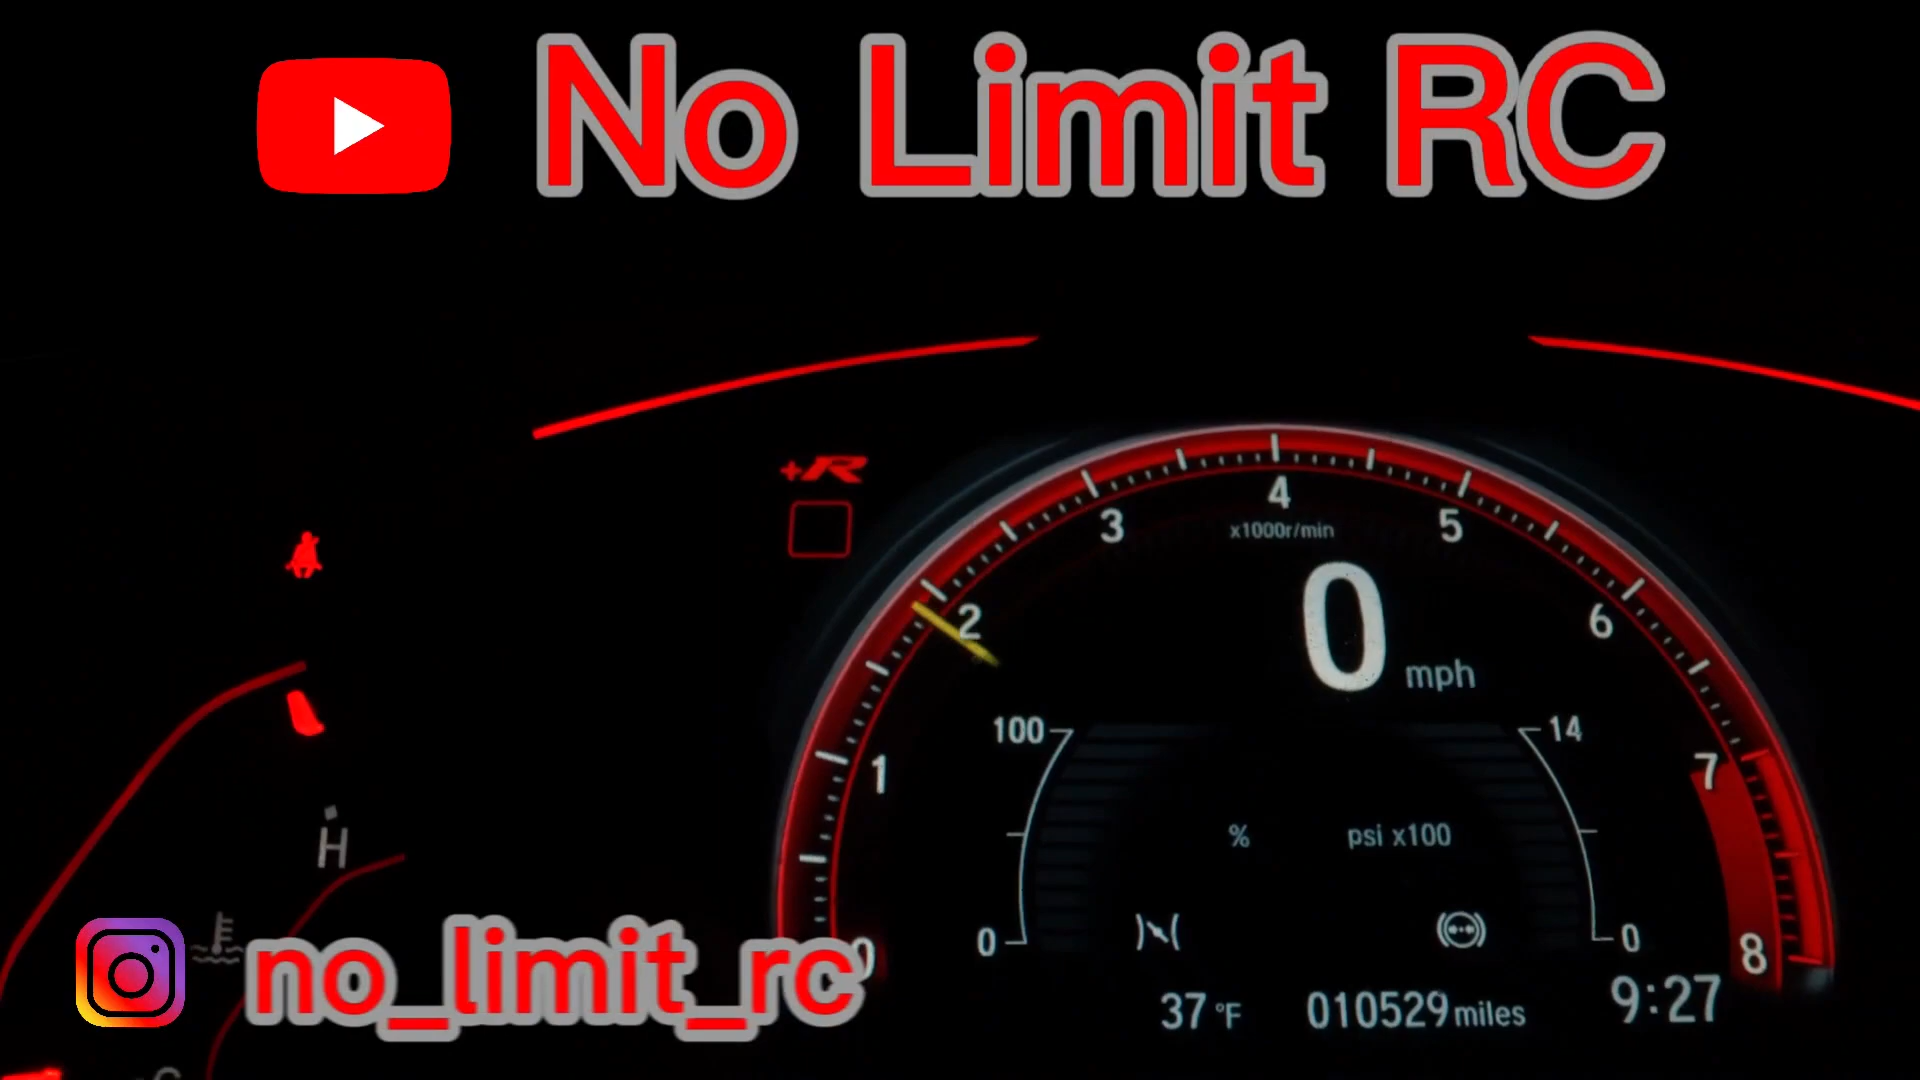 No Limit RC
+R
4
3
5
x1000r/min
2
0
6
mph
100
14
1
7
% psi x100
H
0
0
0
8
no_limit_rc
37 °F
010529 miles
9:27
C